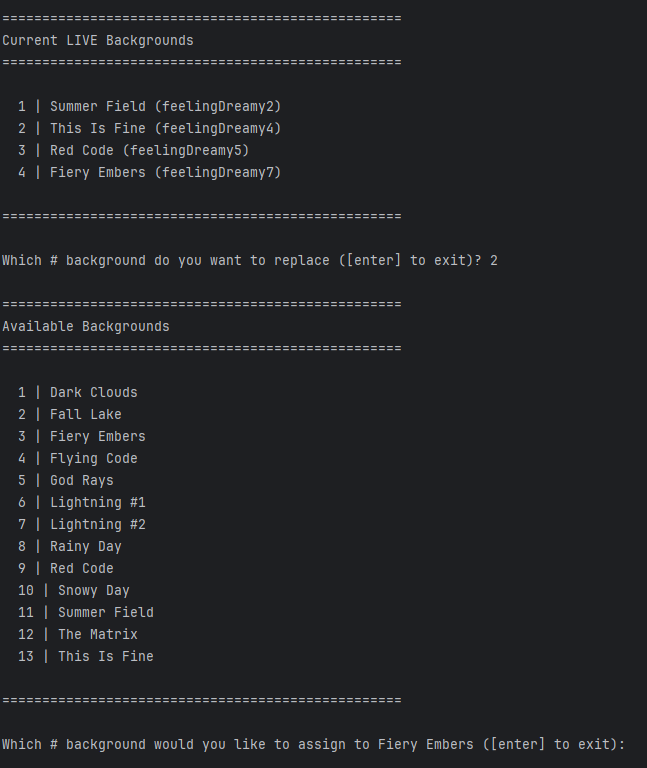 ==================================================
Current LIVE Backgrounds
==================================================
1 | Summer Field (feelingDreamy2)
2 | This Is Fine (feelingDreamy4)
3 | Red Code (feelingDreamy5)
4 | Fiery Embers (feelingDreamy7)
==================================================
Which # background do you want to replace ([enter] to exit)? 2
==================================================
Available Backgrounds
==================================================
1 | Dark Clouds
2 | Fall Lake
3 | Fiery Embers
4 | Flying Code
5 | God Rays
6 | Lightning #1
7 | Lightning #2
8 | Rainy Day
9 | Red Code
10 | Snowy Day
11 | Summer Field
12 | The Matrix
13 | This Is Fine
==================================================
Which # background would you like to assign to Fiery Embers ([enter] to exit):